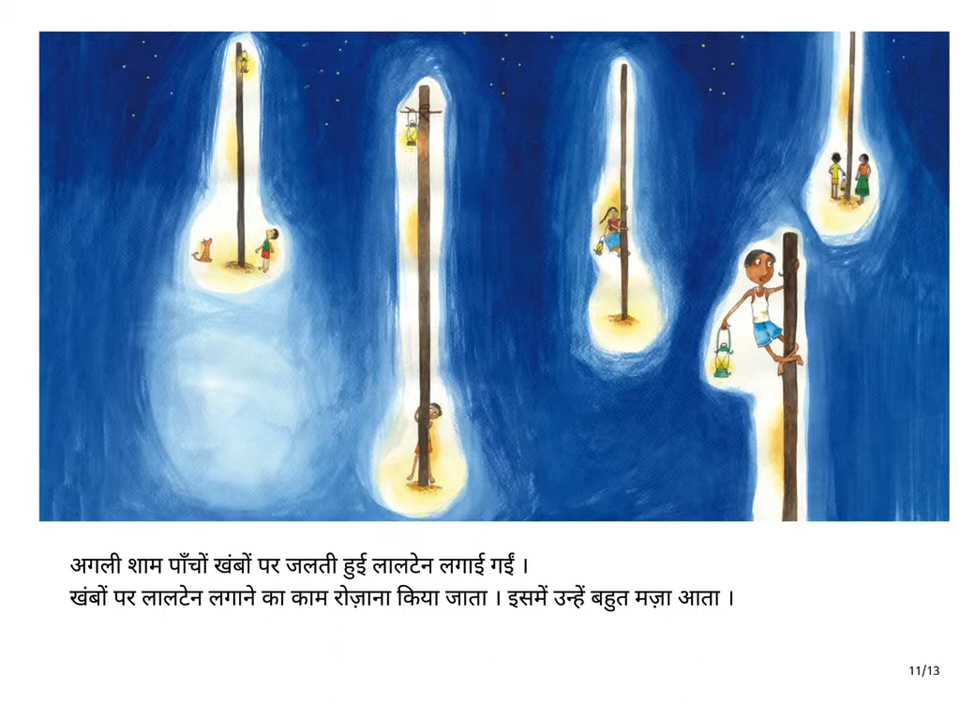 अगली शाम पाँचों खंबों पर जलती हुई लालटेन लगाई गईं ।
खंबों पर लालटेन लगाने का काम रोज़ाना किया जाता । इसमें उन्हें बहुत मज़ा आता ।
11/13